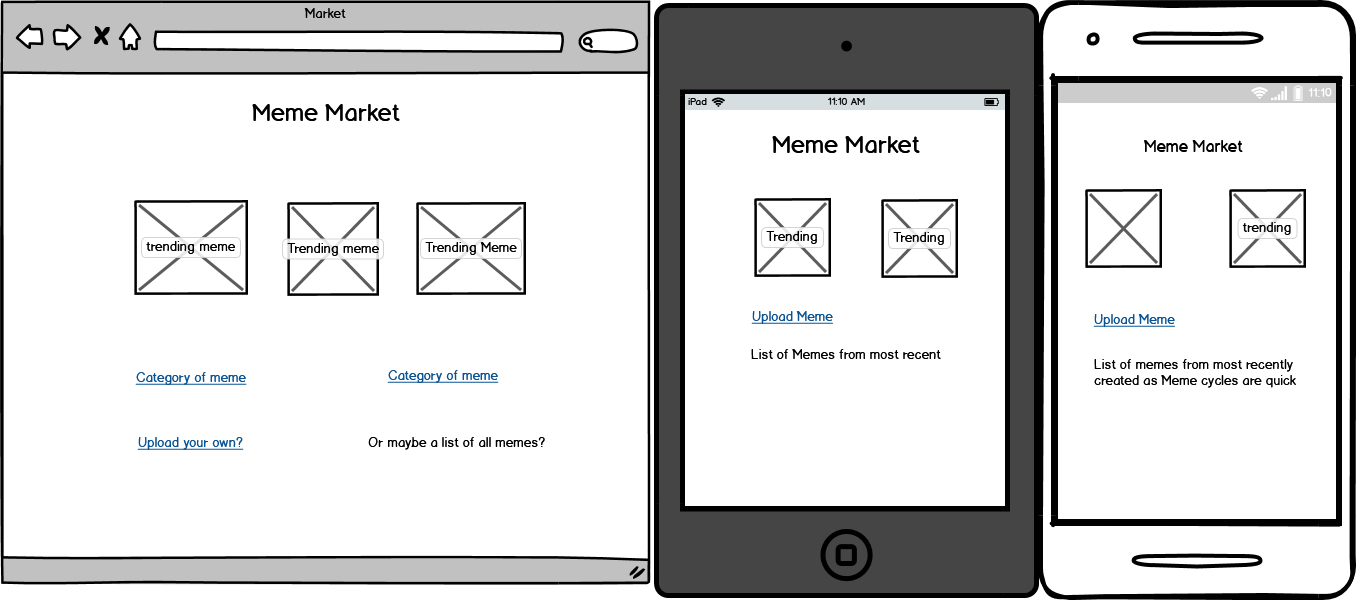 Market
Meme Market
trending meme
Trending meme
Trending Meme
Category of meme
Category of meme
Upload your own?
Or maybe a list of all memes?
iPad
11:10 AM
Meme Market
Trending
Trending
Upload Meme
List of Memes from most recent
11:10
Meme Market
trending
Upload Meme
List of memes from most recently
created as Meme cycles are quick